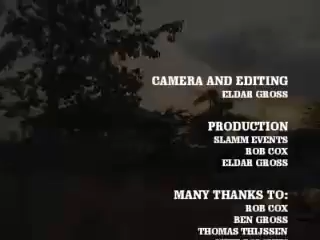 CAMERA AND EDITING
ELDAR GROSS
PRODUCTION
SLAMM EVENTS
ROB COX
ELDAR GROSS
MANY THANKS TO:
ROB COX
BEN GROSS
THOMAS THIJSSEN